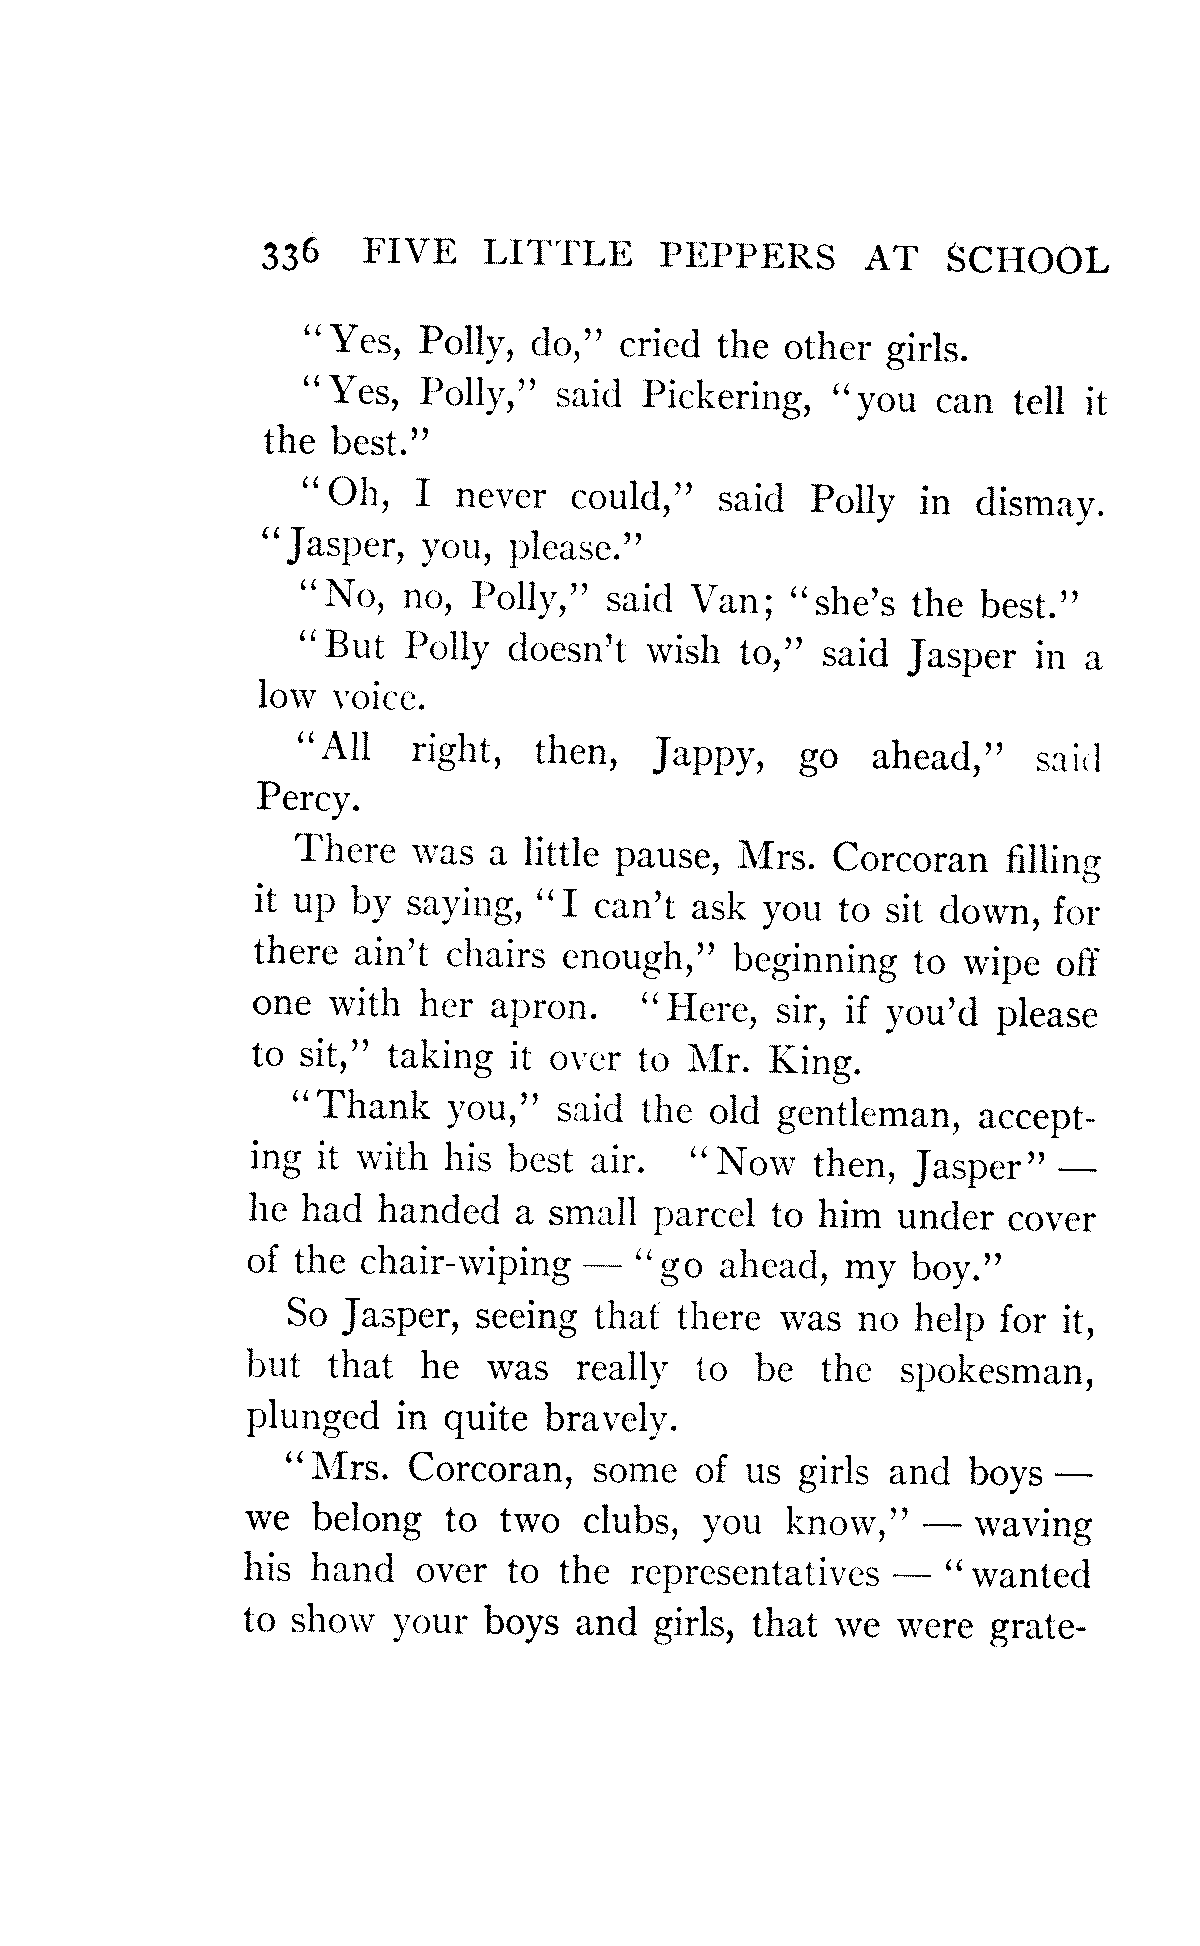 336 FIVE LITTLE PEPPERS AT SCHOOL
"Yes, Polly, do," cried the other girls.
"Yes, Polly," said Pickering, "you can tell it
the best."
"Oh, I never could," said Polly in dismay.
"Jasper, you, please."
"No, no, Polly," said Van; "she's the best."
"But Polly doesn't wish to," said Jasper in a
low voice.
"All right, then, Jappy, go ahead," said
Percy.
There was a little pause, Mrs. Corcoran filling
it up by saying, "I can't ask you to sit down, for
there ain't chairs enough," beginning to wipe off
one with her apron. "Here, sir, if you'd please
to sit," taking it over to Mr. King.
"Thank you," said the old gentleman, accept-
ing it with his best air. "Now then, Jasper" —
he had handed a small parcel to him under cover
of the chair-wiping — "go ahead, my boy."
So Jasper, seeing that there was no help for it,
but that he was really to be the spokesman,
plunged in quite bravely.
"Mrs. Corcoran, some of us girls and boys —
we belong to two clubs, you know," — waving
his hand over to the representatives — "wanted
to show your boys and girls, that we were grate-